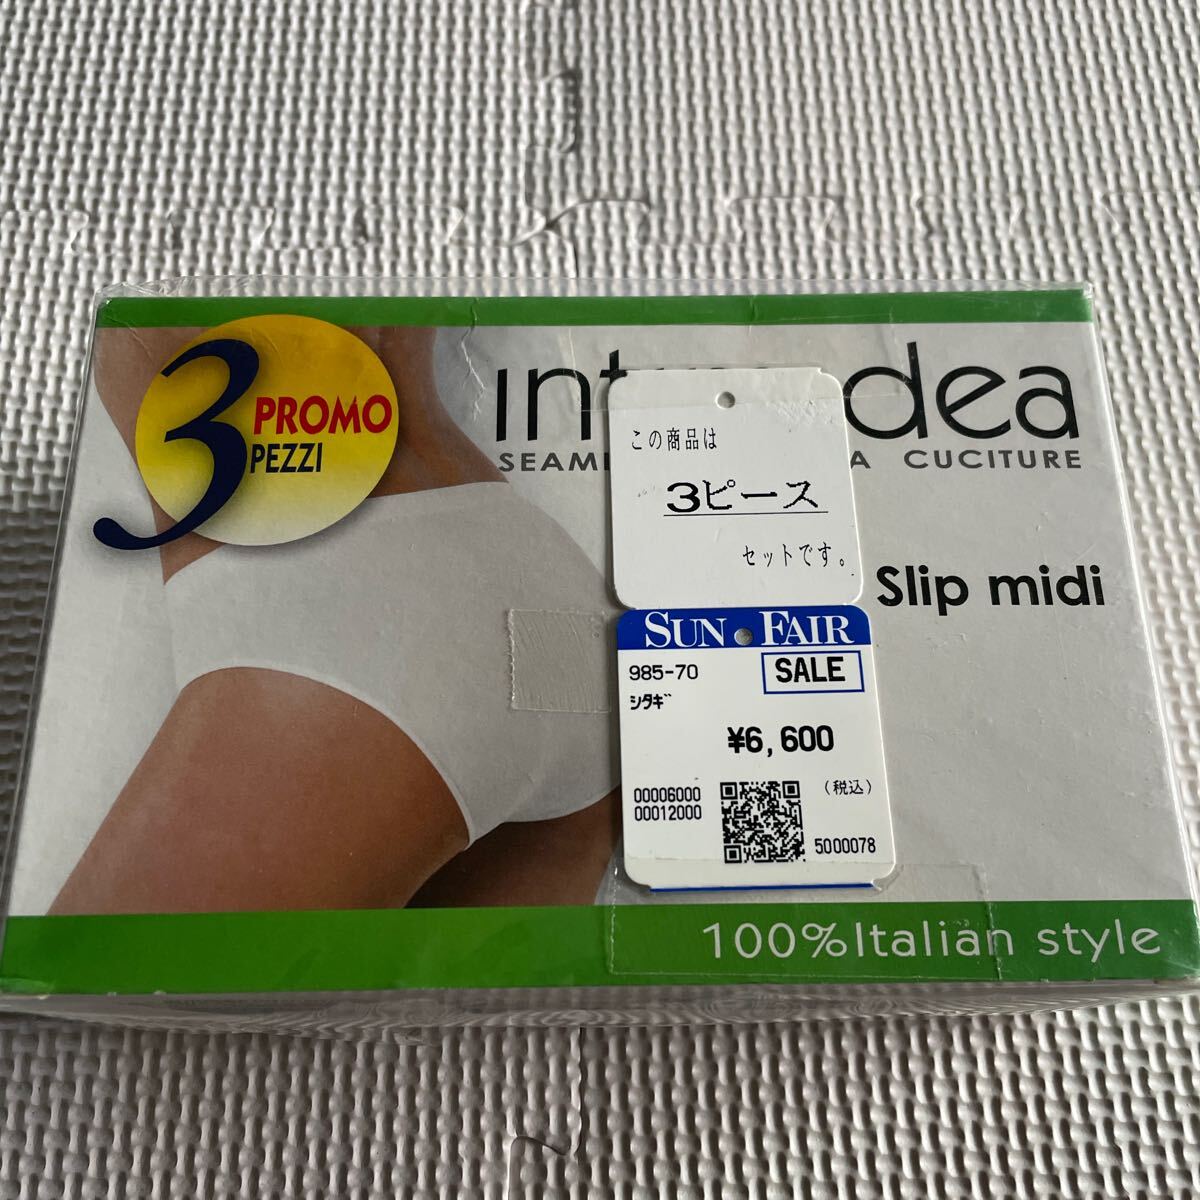 3 PROMO
PEZZI
dea
CUCITURE
この商品は
3ピース
セットです。
Slip midi
SUN FAIR
985-70
SALE
シタギ
¥6,600
(税込)
00006000
00012000
5000078
100%Italian style